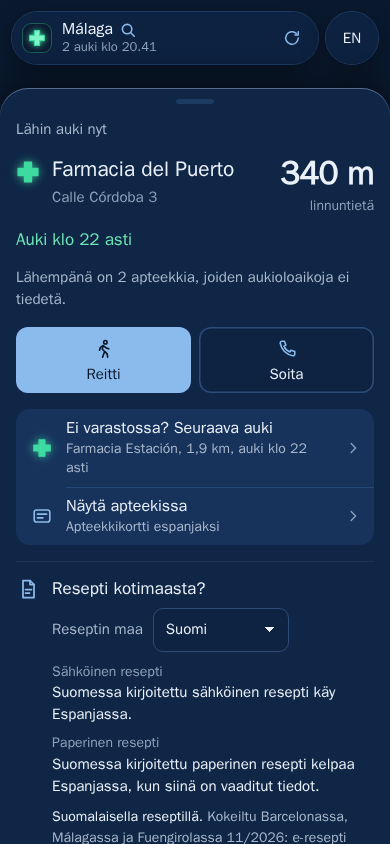 Málaga
2 auki klo 20.41
EN
Lähin auki nyt
Farmacia del Puerto
340 m
Calle Córdoba 3
linnuntietä
Auki klo 22 asti
Lähempänä on 2 apteekkia, joiden aukioloaikoja ei
tiedetä.
Reitti
Soita
Ei varastossa? Seuraava auki
Farmacia Estación, 1,9 km, auki klo 22
asti
Näytä apteekissa
Apteekkikortti espanjaksi
Resepti kotimaasta?
Reseptin maa
Suomi
Sähköinen resepti
Suomessa kirjoitettu sähköinen resepti käy
Espanjassa.
Paperinen resepti
Suomessa kirjoitettu paperinen resepti kelpaa
Espanjassa, kun siinä on vaaditut tiedot.
Suomalaisella reseptillä. Kokeiltu Barcelonassa,
Málagassa ja Fuengirolassa 11/2026: e-resepti